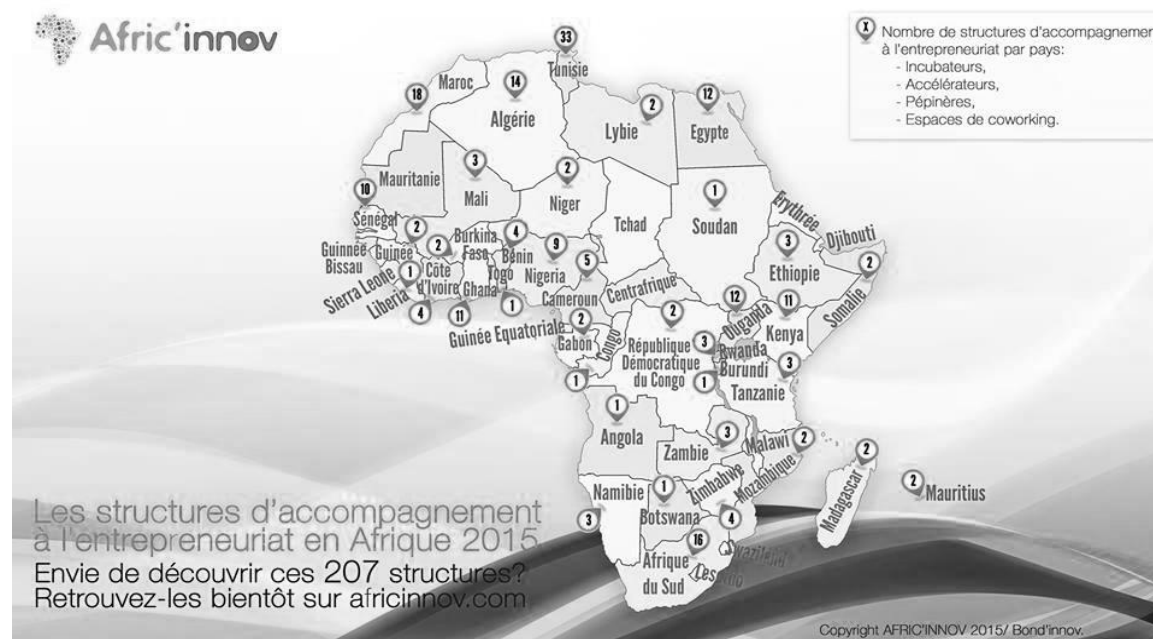 Afric'innov
X Nombre de structures d'accompagnemen
à l'entrepreneuriat par pays:
- Incubateurs,
- Accélérateurs,
- Pépinères,
- Espaces de coworking.
33
Tunisie
Maroc
18
14
Algérie
2
Lybie
12
Egypte
Mauritanie
3
Mali
2
Niger
Tchad
1
Soudan
Erythrée
Djibouti
10
Sénégal
Guinnée
Bissau
2
Guinée
Sierra Leone
1
Liberia
2
Côte
d'Ivoire
4
Burkina
Faso
Ghana
11
Togo
1
4
Bénin
9
Nigeria
5
Cameroun
Centrafrique
3
Ethiopie
2
Somalie
Guinée Equatoriale
2
Gabon
Congo
1
2
République
Démocratique
du Congo
12
Ouganda
11
Kenya
3
Rwanda
1
Burundi
3
Tanzanie
1
Angola
3
Zambie
Malawi
2
Mozambique
Zimbabwe
4
Namibie
3
1
Botswana
16
Afrique
du Sud
Swaziland
Lesotho
2
Madagascar
2
Mauritius
Les structures d'accompagnement
à l'entrepreneuriat en Afrique 2015.
Envie de découvrir ces 207 structures?
Retrouvez-les bientôt sur africinnov.com
Copyright AFRIC'INNOV 2015/ Bond'innov.